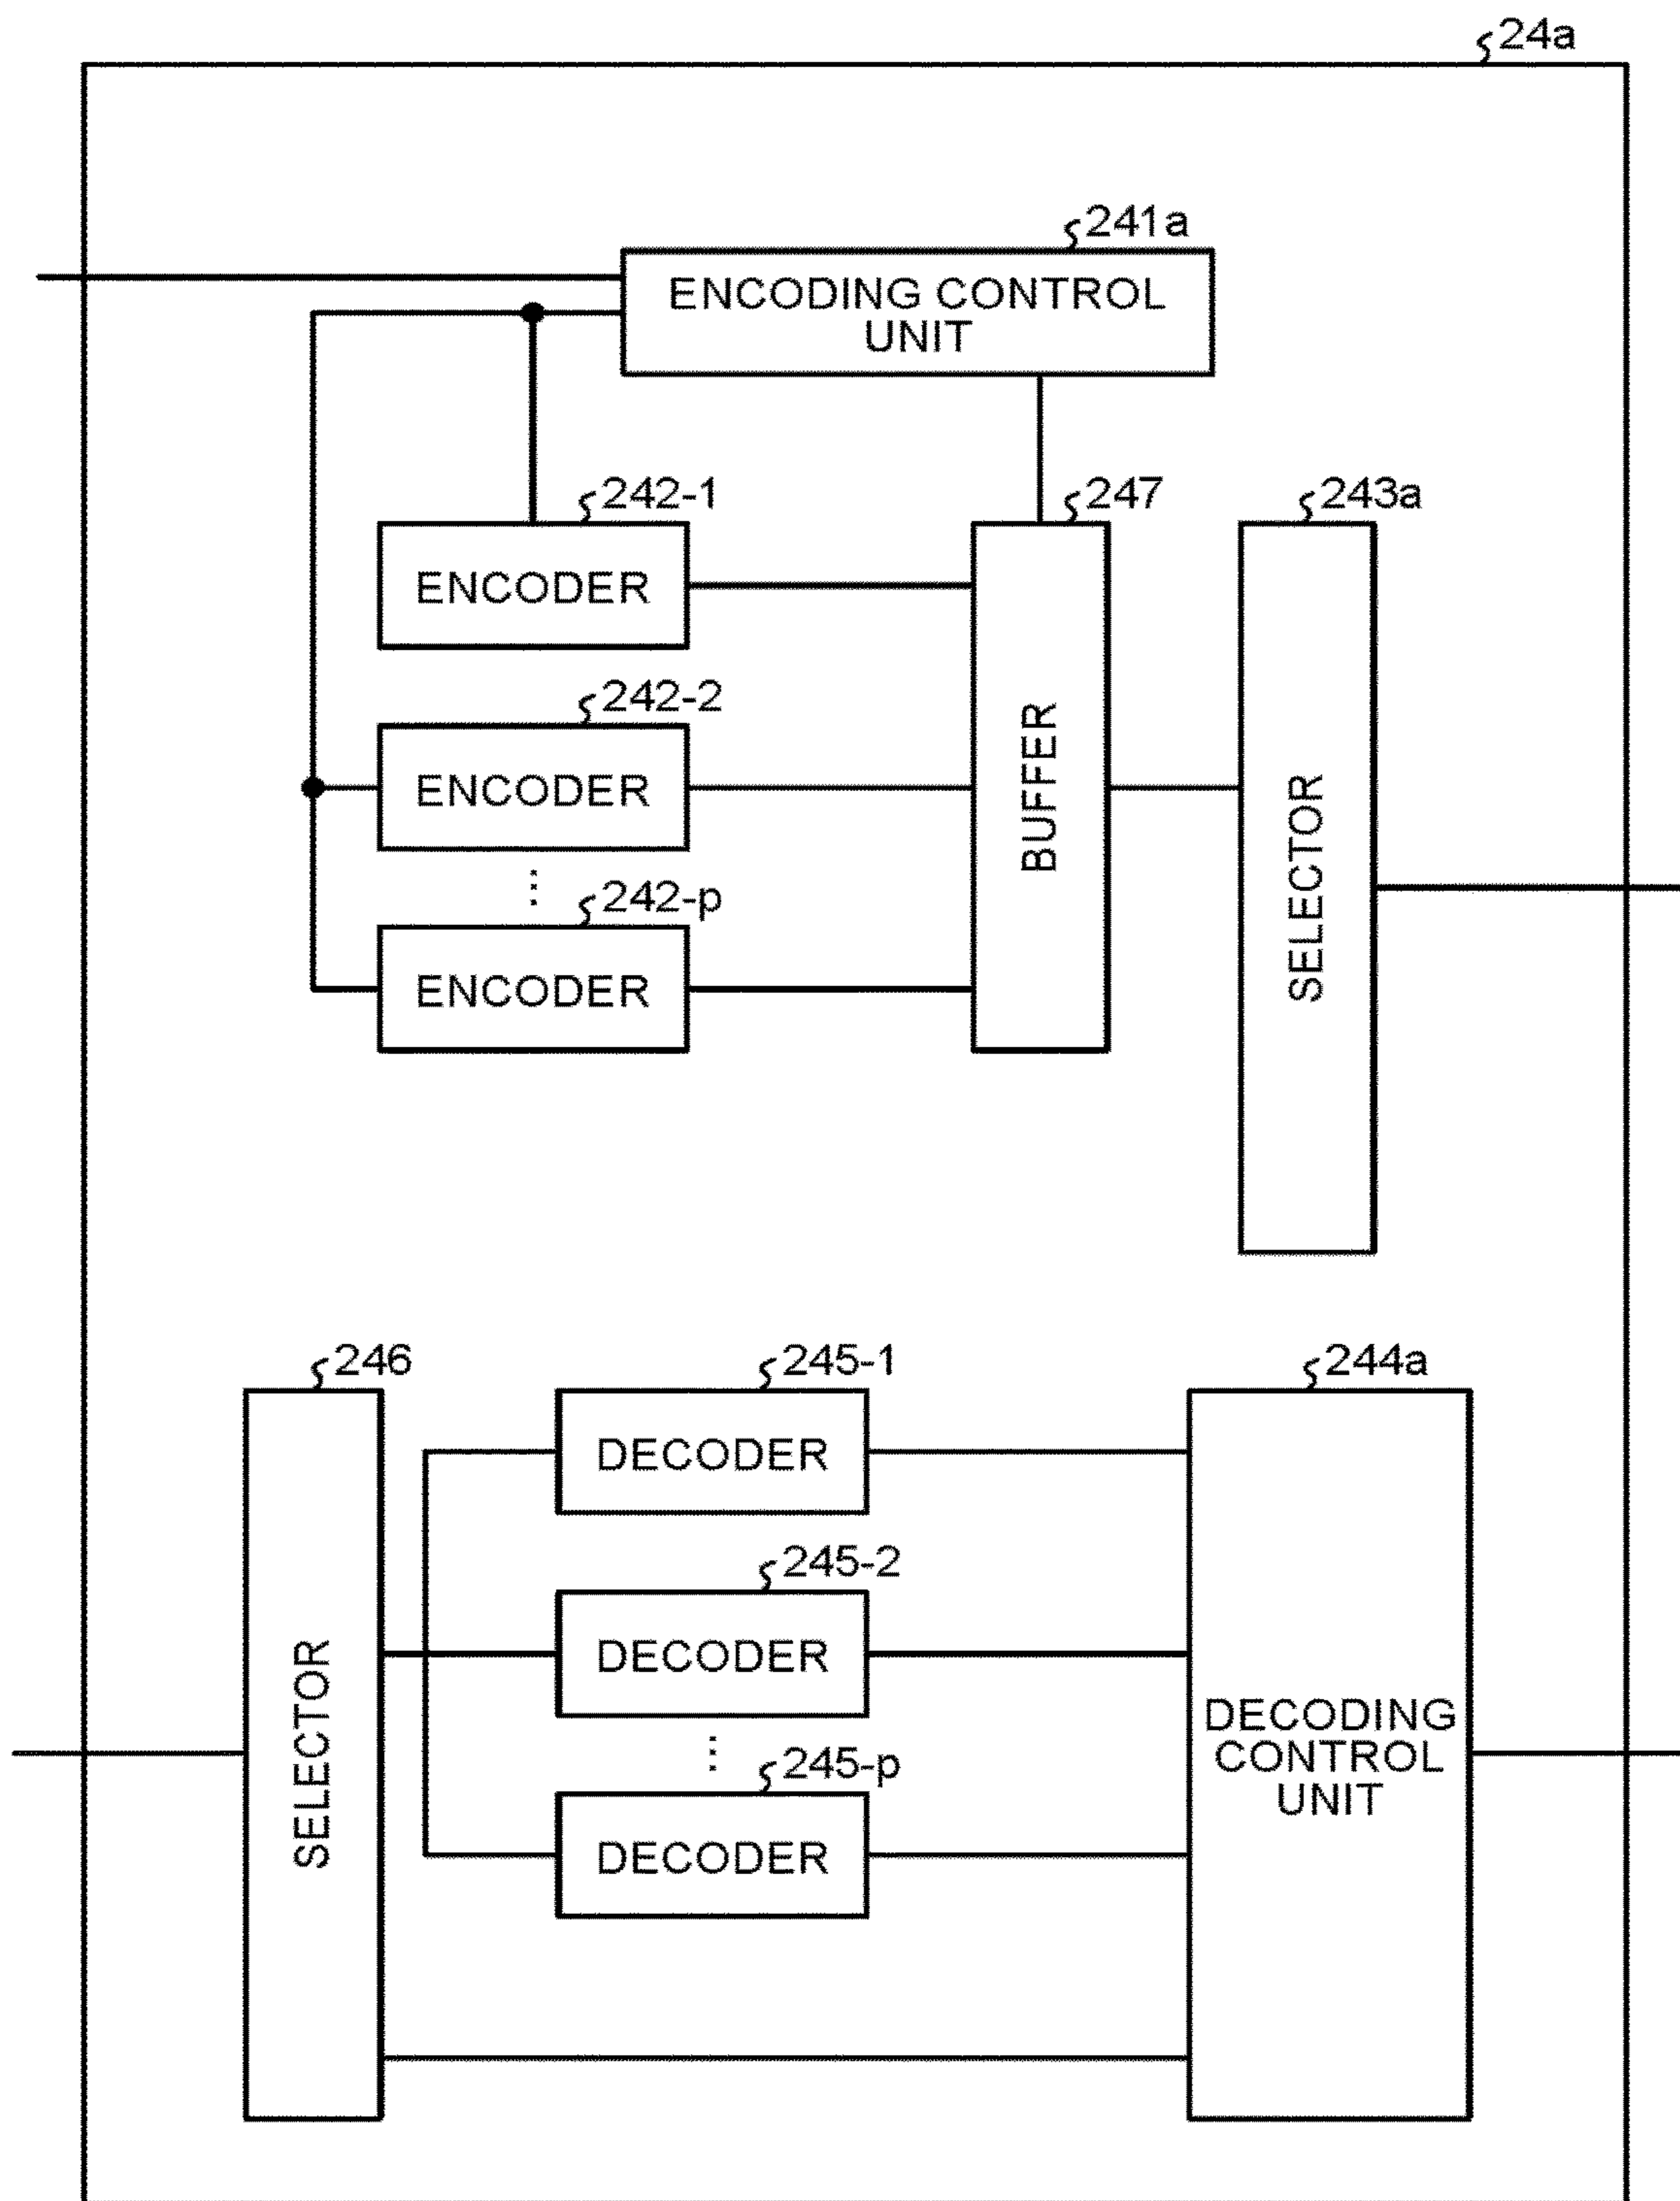 24a
241a
ENCODING CONTROL
UNIT
242-1
247
243a
ENCODER
242-2
ENCODER
BUFFER
SELECTOR
⋮
242-p
ENCODER
246
245-1
244a
DECODER
245-2
DECODER
SELECTOR
DECODING
CONTROL
UNIT
⋮
245-p
DECODER